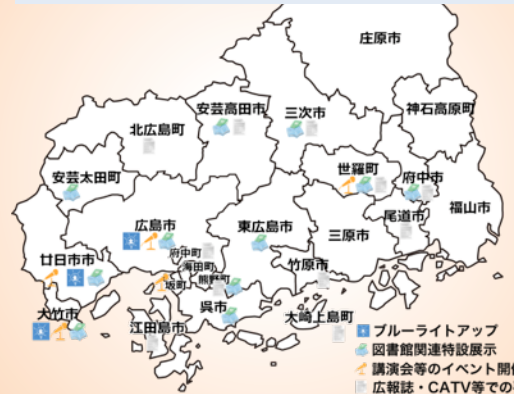 庄原市
安芸高田市
三次市
神石高原町
北広島町
世羅町
府中市
安芸太田町
尾道市
福山市
広島市
東広島市
三原市
府中町
廿日市市
海田町
竹原市
熊野町
坂町
呉市
大竹市
江田島市
大崎上島町
ブルーライトアップ
図書館関連特設展示
講演会等のイベント開催
広報誌・CATV等での